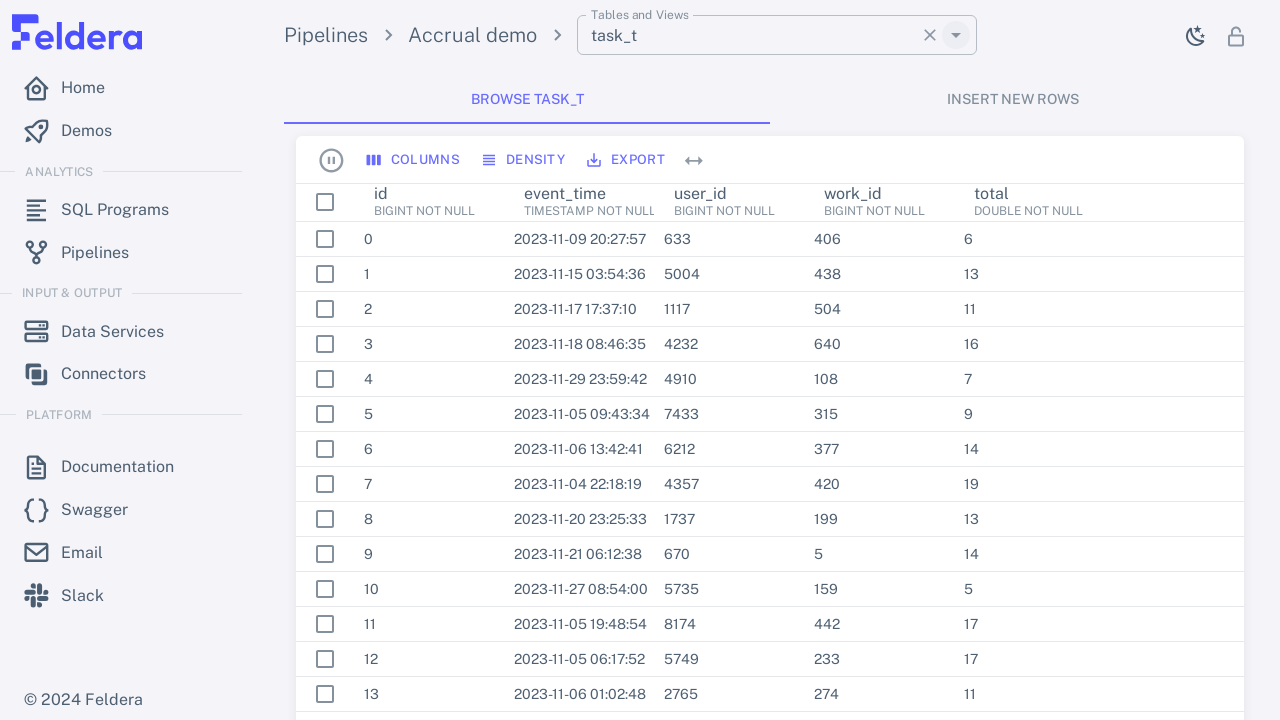 Feldera
Home
Demos
ANALYTICS
SQL Programs
Pipelines
INPUT & OUTPUT
Data Services
Connectors
PLATFORM
Documentation
Swagger
Email
Slack
© 2024 Feldera
Pipelines > Accrual demo >
Tables and Views
task_t
BROWSE TASK_T INSERT NEW ROWS
COLUMNS DENSITY EXPORT
id event_time user_id work_id total
BIGINT NOT NULL TIMESTAMP NOT NULL BIGINT NOT NULL BIGINT NOT NULL DOUBLE NOT NULL
0 2023-11-09 20:27:57 633 406 6
1 2023-11-15 03:54:36 5004 438 13
2 2023-11-17 17:37:10 1117 504 11
3 2023-11-18 08:46:35 4232 640 16
4 2023-11-29 23:59:42 4910 108 7
5 2023-11-05 09:43:34 7433 315 9
6 2023-11-06 13:42:41 6212 377 14
7 2023-11-04 22:18:19 4357 420 19
8 2023-11-20 23:25:33 1737 199 13
9 2023-11-21 06:12:38 670 5 14
10 2023-11-27 08:54:00 5735 159 5
11 2023-11-05 19:48:54 8174 442 17
12 2023-11-05 06:17:52 5749 233 17
13 2023-11-06 01:02:48 2765 274 11